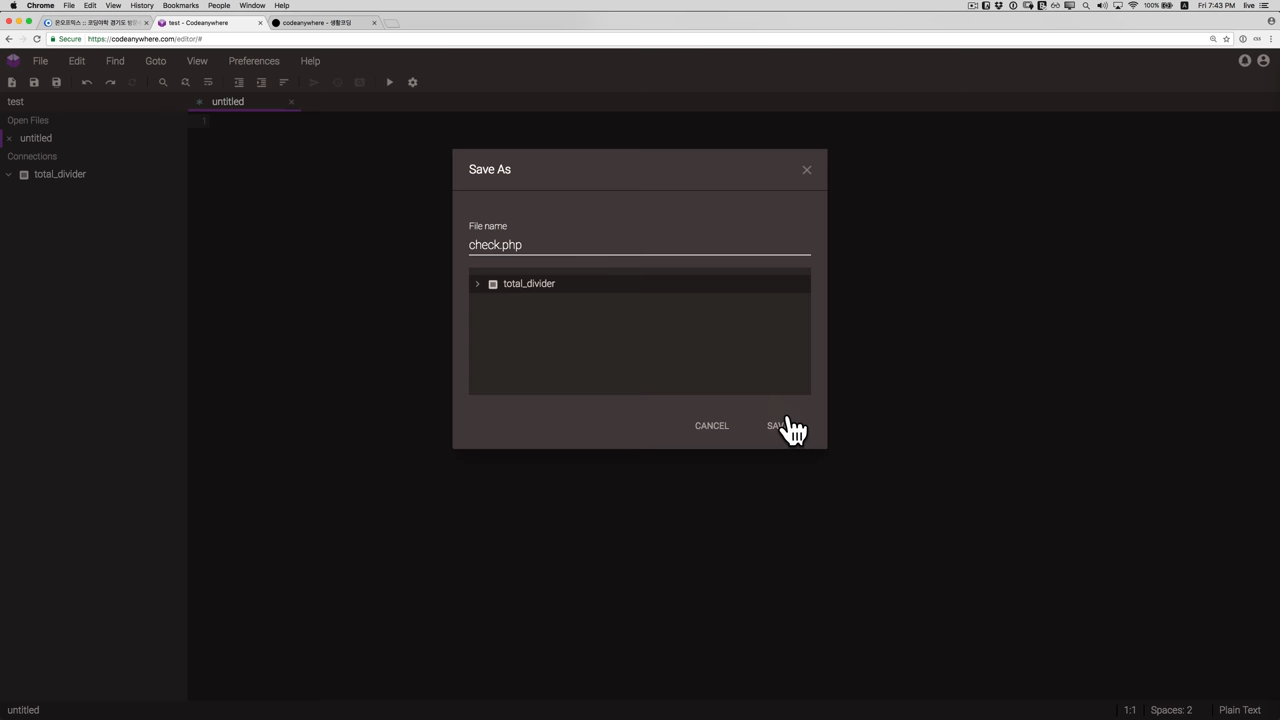 Chrome File Edit View History Bookmarks People Window Help
100% Fri 7:43 PM live
test - Codeanywhere
codeanywhere - 생활코딩
Secure https://codeanywhere.com/editor/#
File Edit Find Goto View Preferences Help
test
untitled
Open Files
1
untitled
Connections
total_divider
Save As
File name
check.php
total_divider
CANCEL
untitled
1:1 Spaces: 2 Plain Text